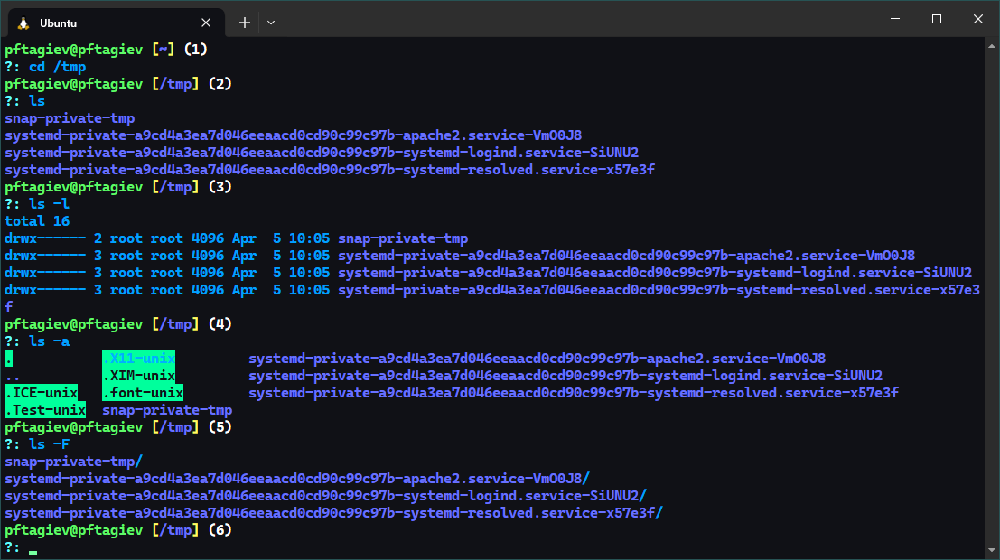 Ubuntu
pftagiev@pftagiev [~] (1)
?: cd /tmp
pftagiev@pftagiev [/tmp] (2)
?: ls
snap-private-tmp
systemd-private-a9cd4a3ea7d046eeaacd0cd90c99c97b-apache2.service-VmO0J8
systemd-private-a9cd4a3ea7d046eeaacd0cd90c99c97b-systemd-logind.service-SiUNU2
systemd-private-a9cd4a3ea7d046eeaacd0cd90c99c97b-systemd-resolved.service-x57e3f
pftagiev@pftagiev [/tmp] (3)
?: ls -l
total 16
drwx------ 2 root root 4096 Apr  5 10:05 snap-private-tmp
drwx------ 3 root root 4096 Apr  5 10:05 systemd-private-a9cd4a3ea7d046eeaacd0cd90c99c97b-apache2.service-VmO0J8
drwx------ 3 root root 4096 Apr  5 10:05 systemd-private-a9cd4a3ea7d046eeaacd0cd90c99c97b-systemd-logind.service-SiUNU2
drwx------ 3 root root 4096 Apr  5 10:05 systemd-private-a9cd4a3ea7d046eeaacd0cd90c99c97b-systemd-resolved.service-x57e3
f
pftagiev@pftagiev [/tmp] (4)
?: ls -a
.           .X11-unix         systemd-private-a9cd4a3ea7d046eeaacd0cd90c99c97b-apache2.service-VmO0J8
..          .XIM-unix         systemd-private-a9cd4a3ea7d046eeaacd0cd90c99c97b-systemd-logind.service-SiUNU2
.ICE-unix   .font-unix        systemd-private-a9cd4a3ea7d046eeaacd0cd90c99c97b-systemd-resolved.service-x57e3f
.Test-unix  snap-private-tmp
pftagiev@pftagiev [/tmp] (5)
?: ls -F
snap-private-tmp/
systemd-private-a9cd4a3ea7d046eeaacd0cd90c99c97b-apache2.service-VmO0J8/
systemd-private-a9cd4a3ea7d046eeaacd0cd90c99c97b-systemd-logind.service-SiUNU2/
systemd-private-a9cd4a3ea7d046eeaacd0cd90c99c97b-systemd-resolved.service-x57e3f/
pftagiev@pftagiev [/tmp] (6)
?: